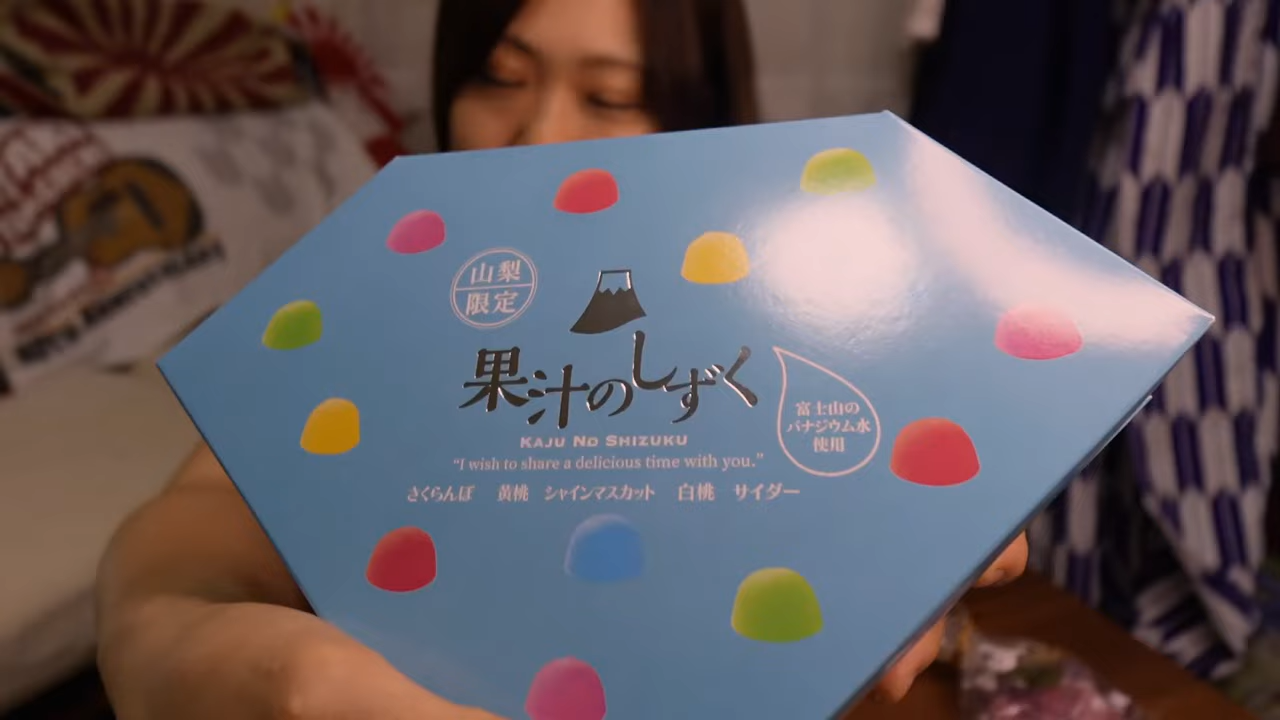 山梨
限定
果汁のしずく
KAJU NO SHIZUKU
"I wish to share a delicious time with you."
さくらんぼ 黄桃 シャインマスカット 白桃 サイダー
富士山の
バナジウム水
使用